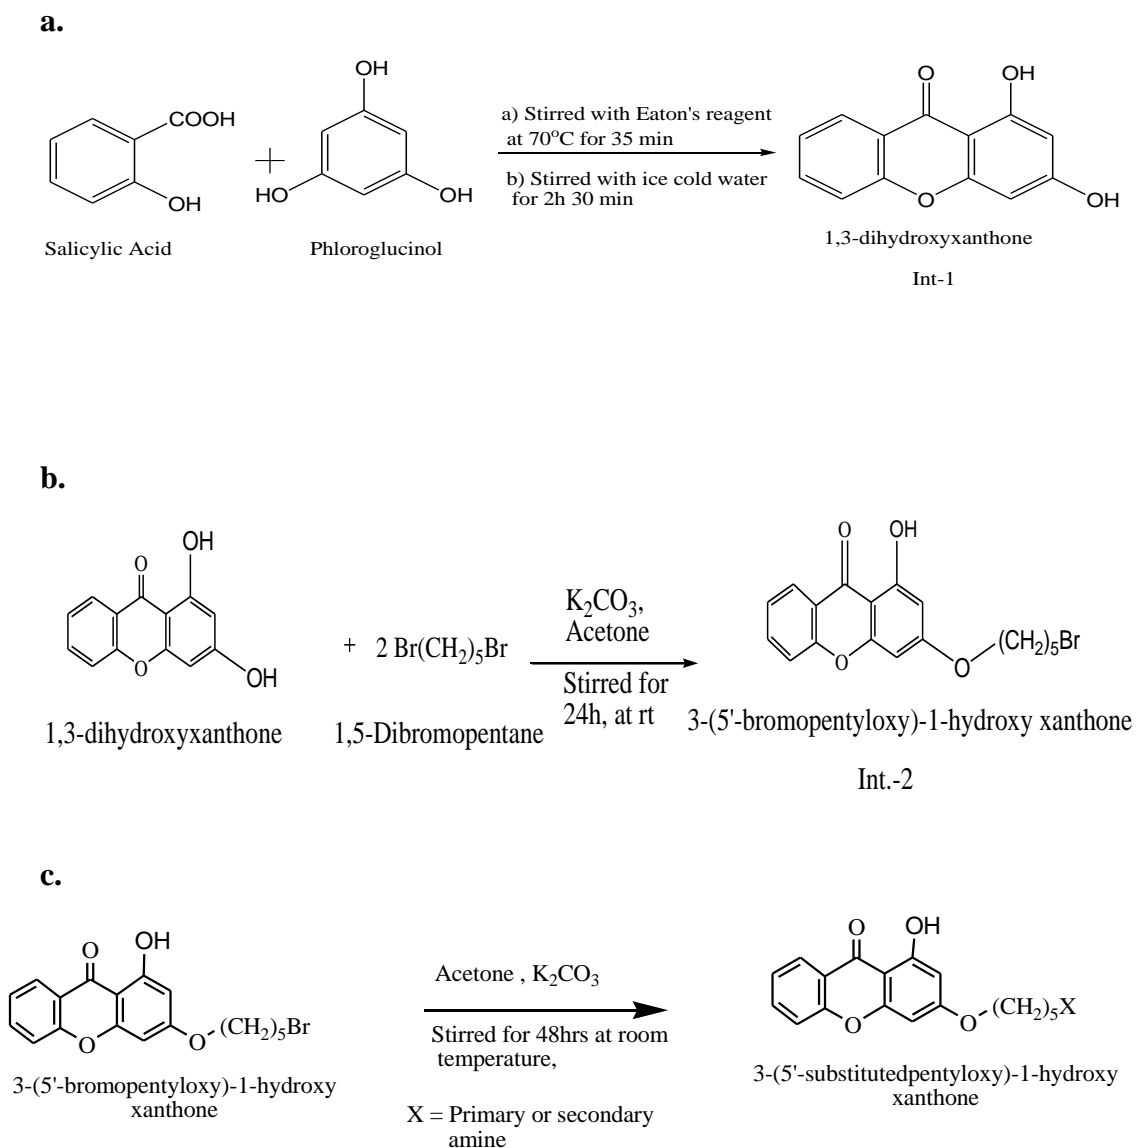 a.
COOH
OH
Salicylic Acid
+
OH
HO
OH
Phloroglucinol
a) Stirred with Eaton's reagent
at 70°C for 35 min
b) Stirred with ice cold water
for 2h 30 min
O
OH
O
OH
1,3-dihydroxyxanthone
Int-1
b.
OH
O
O
OH
1,3-dihydroxyxanthone
+ 2 Br(CH₂)₅Br
1,5-Dibromopentane
K₂CO₃,
Acetone
Stirred for
24h, at rt
O
OH
O
O
(CH₂)₅Br
3-(5'-bromopentyloxy)-1-hydroxy xanthone
Int.-2
c.
O
OH
O
O
(CH₂)₅Br
3-(5'-bromopentyloxy)-1-hydroxy
xanthone
Acetone , K₂CO₃
Stirred for 48hrs at room
temperature,
X = Primary or secondary
amine
O
OH
O
O
(CH₂)₅X
3-(5'-substitutedpentyloxy)-1-hydroxy
xanthone